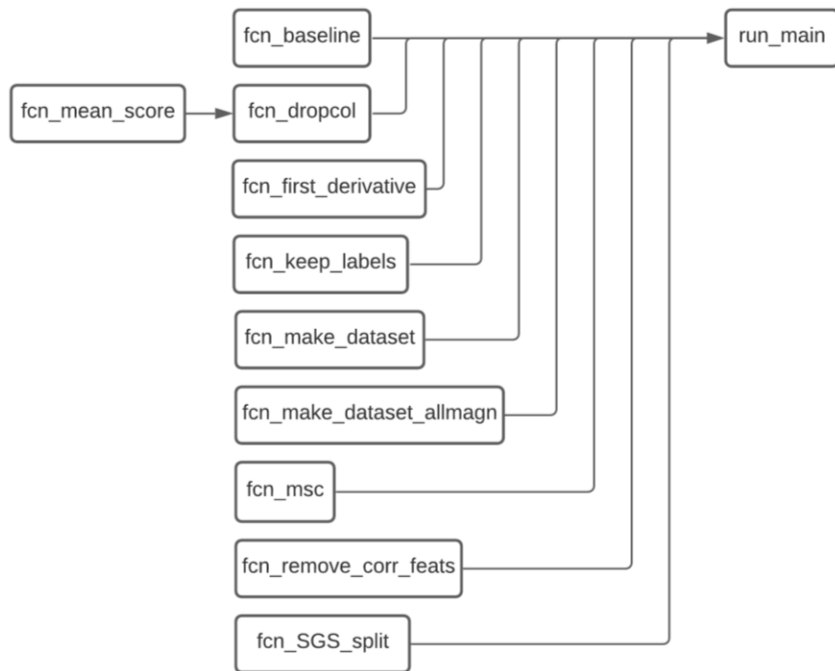 fcn_baseline
run_main
fcn_mean_score
fcn_dropcol
fcn_first_derivative
fcn_keep_labels
fcn_make_dataset
fcn_make_dataset_allmagn
fcn_msc
fcn_remove_corr_feats
fcn_SGS_split